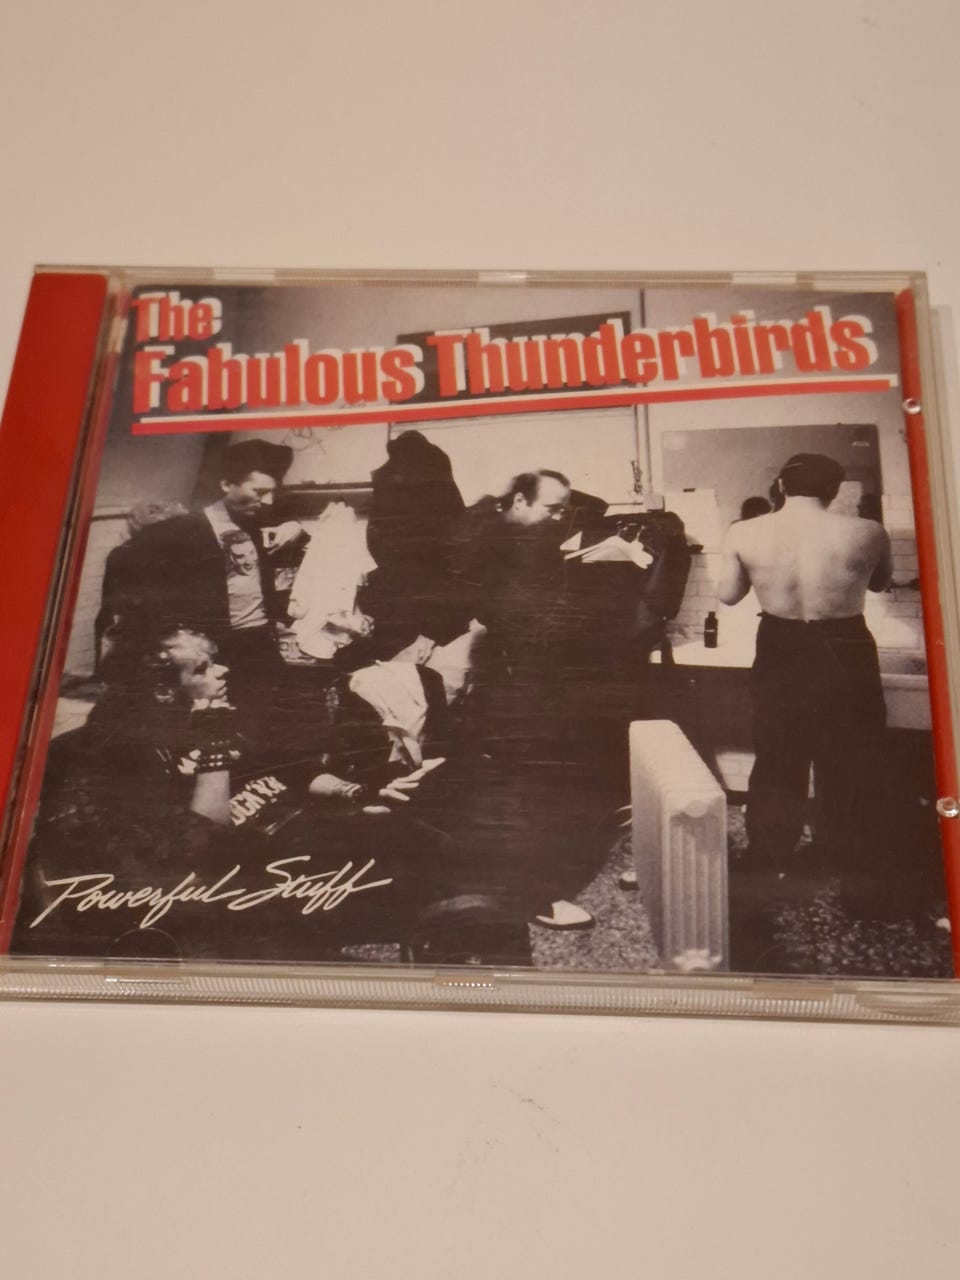 The
Fabulous Thunderbirds
Powerful Stuff